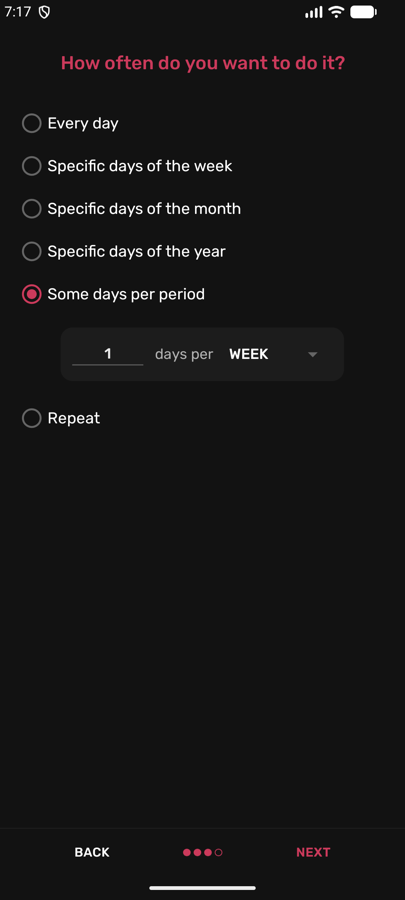 7:17
How often do you want to do it?
Every day
Specific days of the week
Specific days of the month
Specific days of the year
Some days per period
1 days per WEEK
Repeat
BACK NEXT